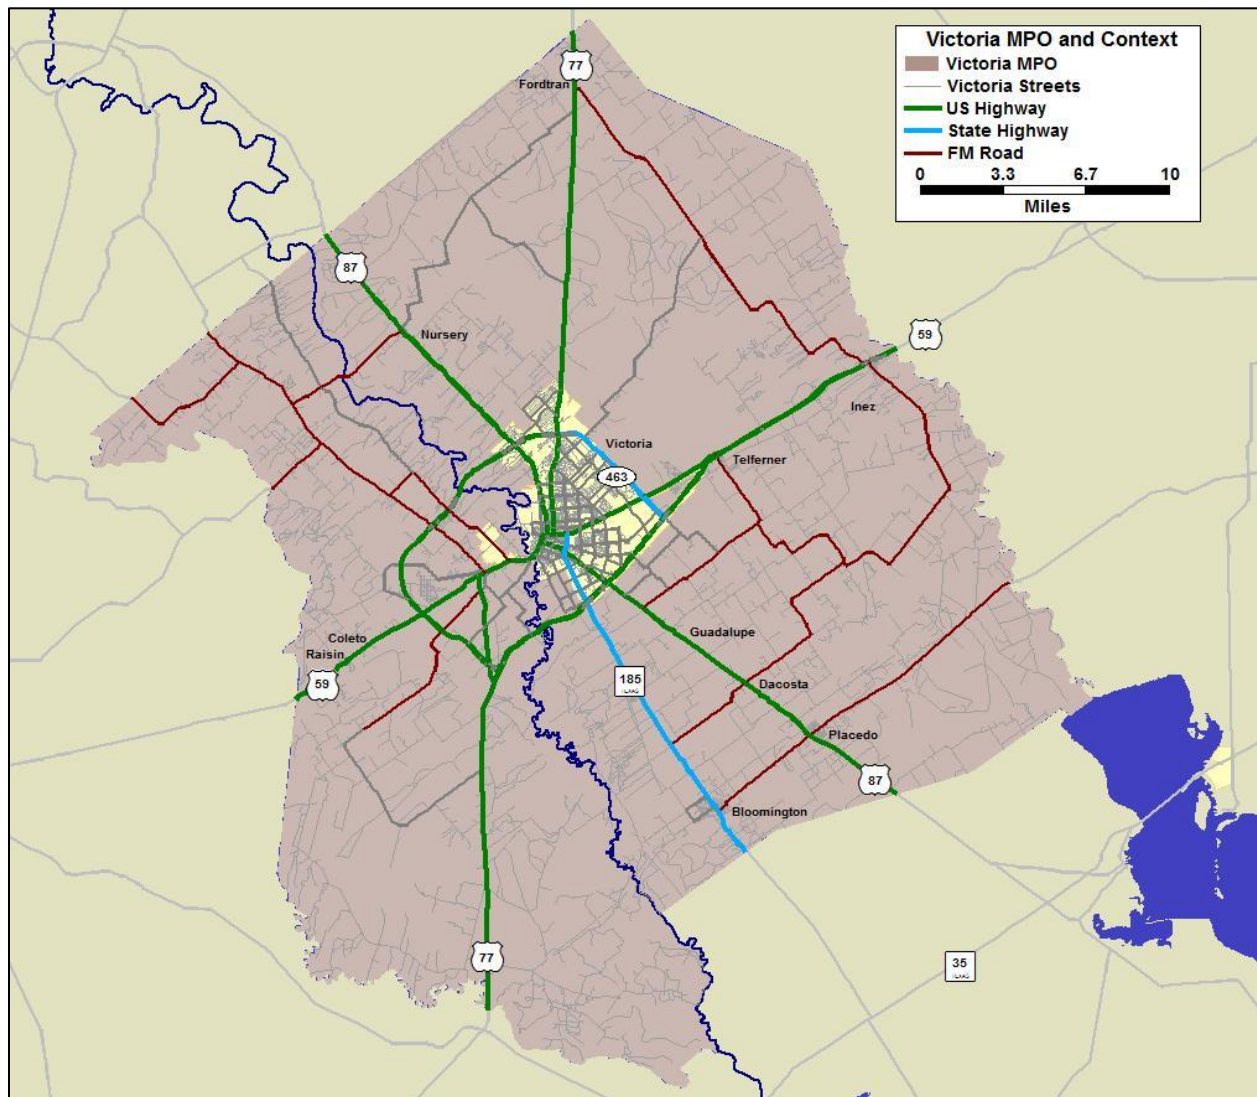 Victoria MPO and Context
Victoria MPO
Victoria Streets
US Highway
State Highway
FM Road
0 3.3 6.7 10
Miles
77
Fordtran
87
Nursery
59
Inez
Victoria
463
Telferner
Guadalupe
Coleto
Raisin
59
185
TEXAS
Dacosta
Placedo
87
Bloomington
77
35
TEXAS